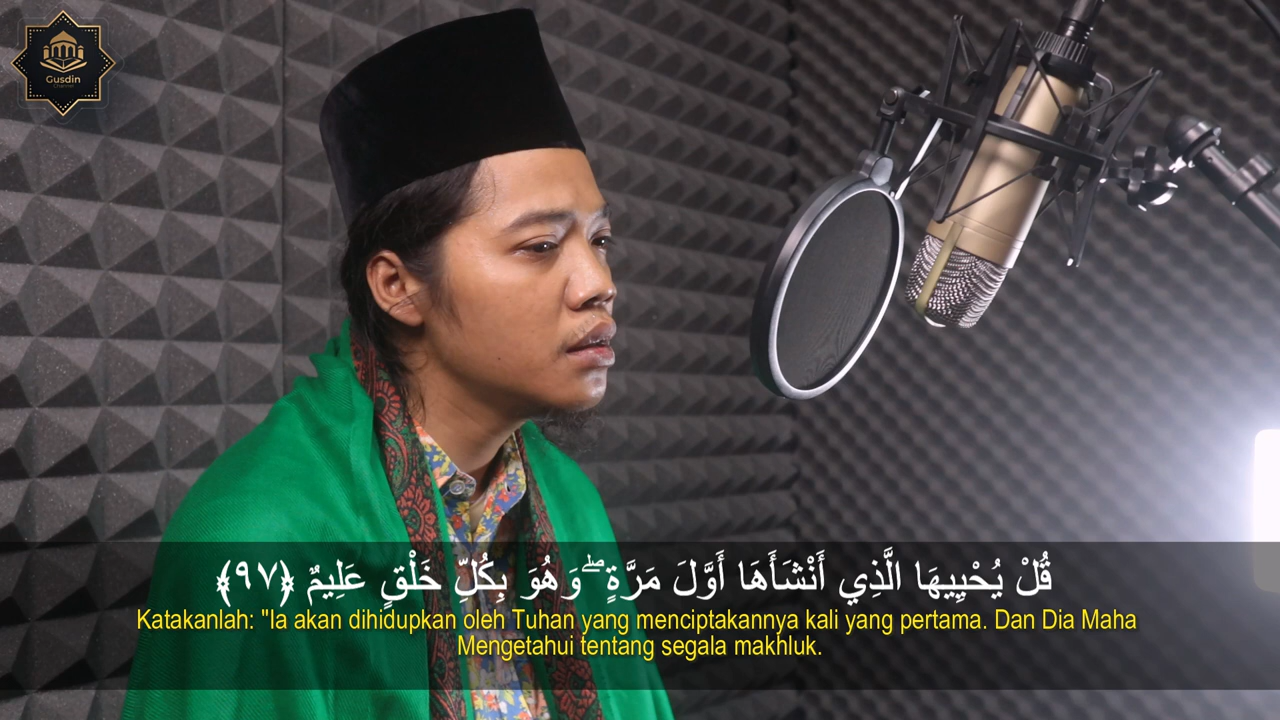 Gusdin
Channel
قُلْ يُحْيِيهَا الَّذِي أَنْشَأَهَا أَوَّلَ مَرَّةٍ ۖ وَهُوَ بِكُلِّ خَلْقٍ عَلِيمٌ ﴿٩٧﴾
Katakanlah: "Ia akan dihidupkan oleh Tuhan yang menciptakannya kali yang pertama. Dan Dia Maha
Mengetahui tentang segala makhluk.